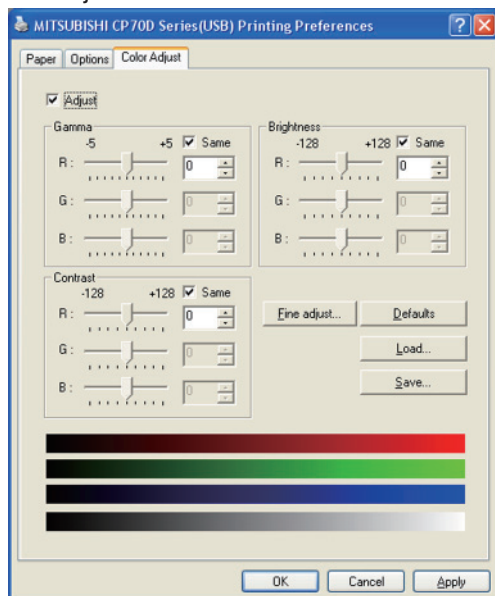 MITSUBISHI CP70D Series(USB) Printing Preferences
Paper Options Color Adjust
Adjust
Gamma
-5 +5 Same
R: 0
G: 0
B: 0
Brightness
-128 +128 Same
R: 0
G: 0
B: 0
Contrast
-128 +128 Same
R: 0
G: 0
B: 0
Fine adjust... Defaults
Load...
Save...
OK Cancel Apply